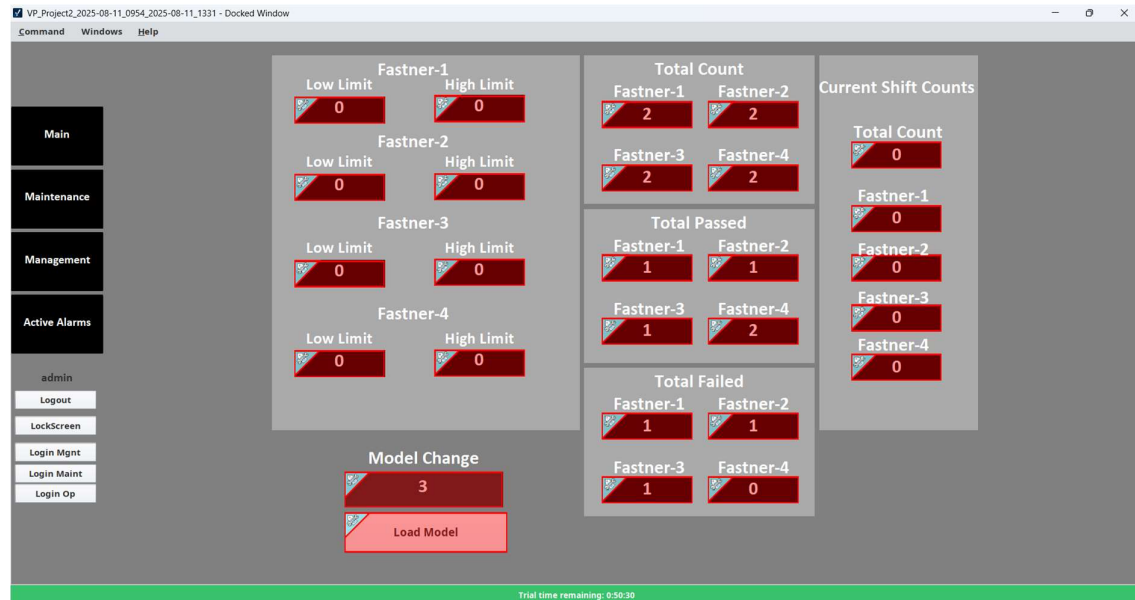 VP_Project2_2025-08-11_0954_2025-08-11_1331 - Docked Window
Command Windows Help
Main
Maintenance
Management
Active Alarms
admin
Logout
LockScreen
Login Mgnt
Login Maint
Login Op
Fastner-1
Low Limit High Limit
0 0
Fastner-2
Low Limit High Limit
0 0
Fastner-3
Low Limit High Limit
0 0
Fastner-4
Low Limit High Limit
0 0
Model Change
3
Load Model
Total Count
Fastner-1 Fastner-2
2 2
Fastner-3 Fastner-4
2 2
Total Passed
Fastner-1 Fastner-2
1 1
Fastner-3 Fastner-4
1 2
Total Failed
Fastner-1 Fastner-2
1 1
Fastner-3 Fastner-4
1 0
Current Shift Counts
Total Count
0
Fastner-1
0
Fastner-2
0
Fastner-3
0
Fastner-4
0
Trial time remaining: 0:50:30